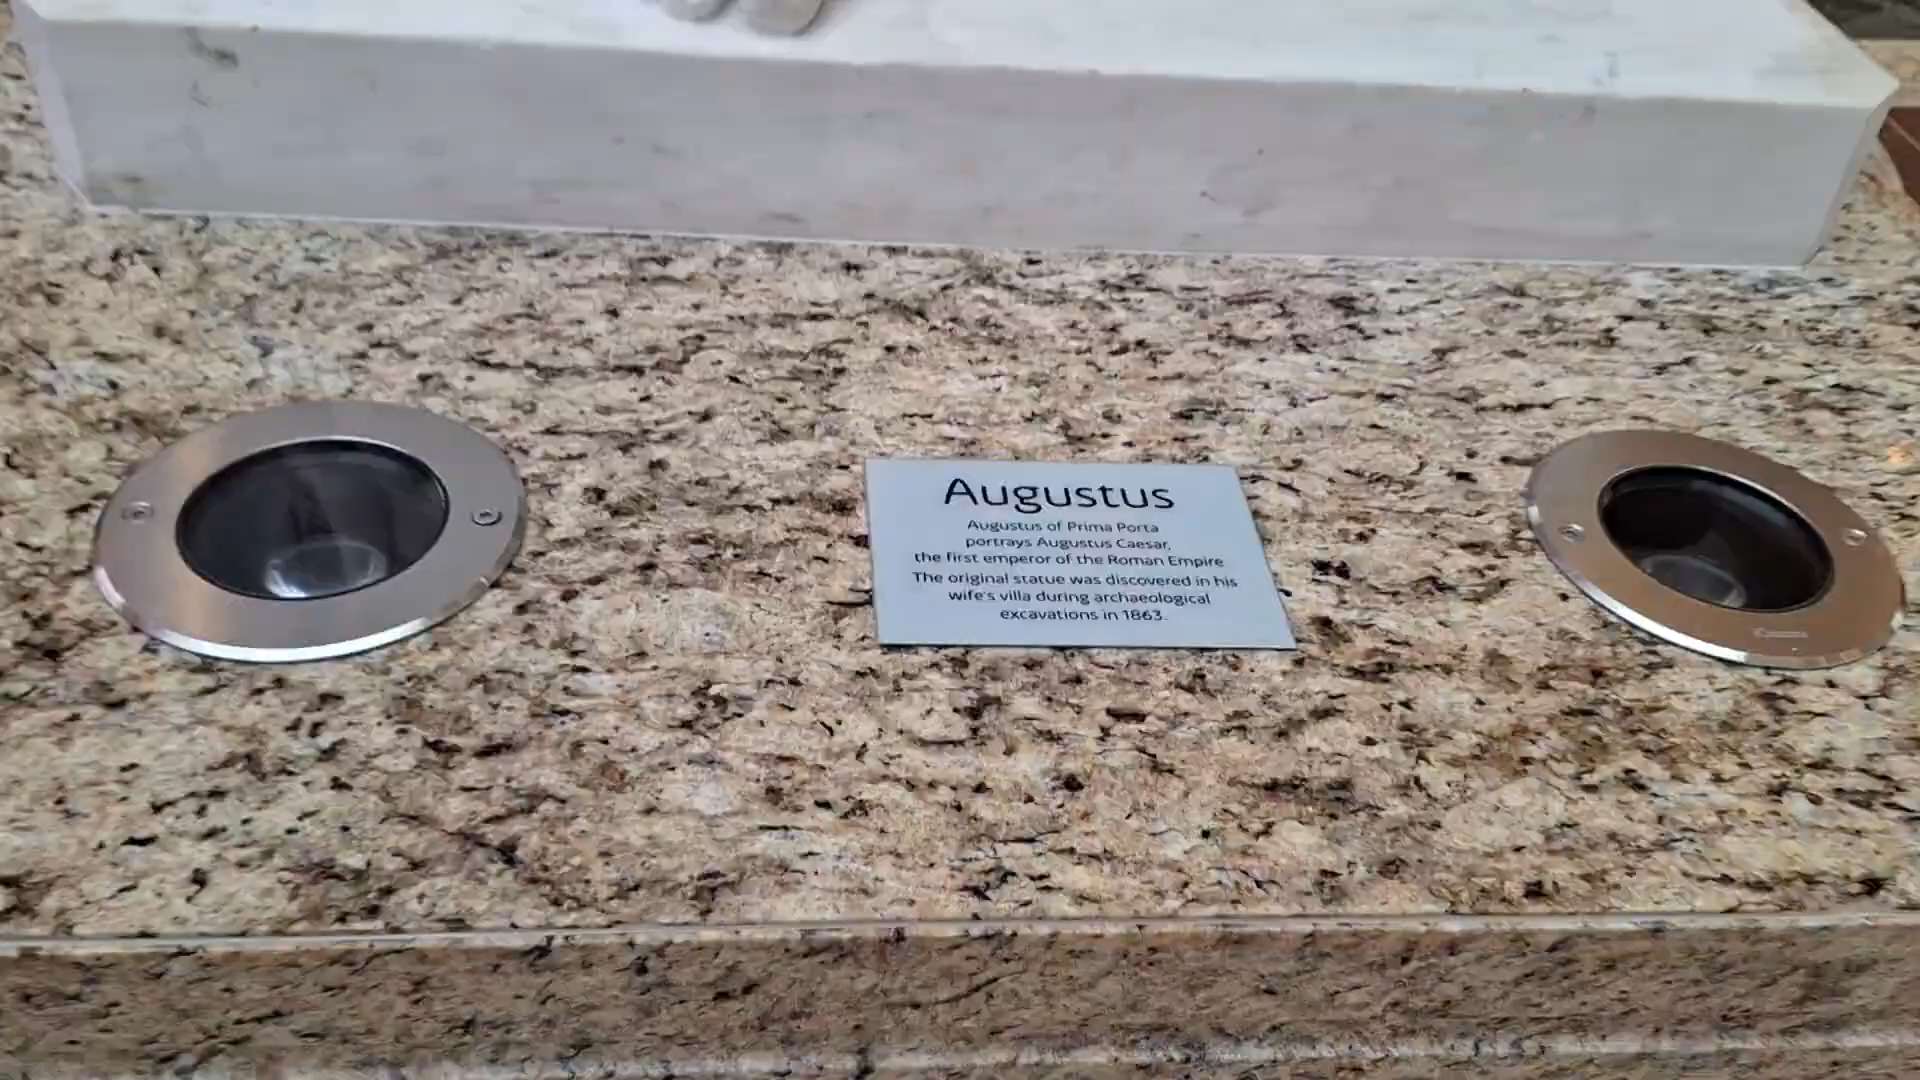 Augustus
Augustus of Prima Porta
portrays Augustus Caesar,
the first emperor of the Roman Empire
The original statue was discovered in his
wife's villa during archaeological
excavations in 1863.